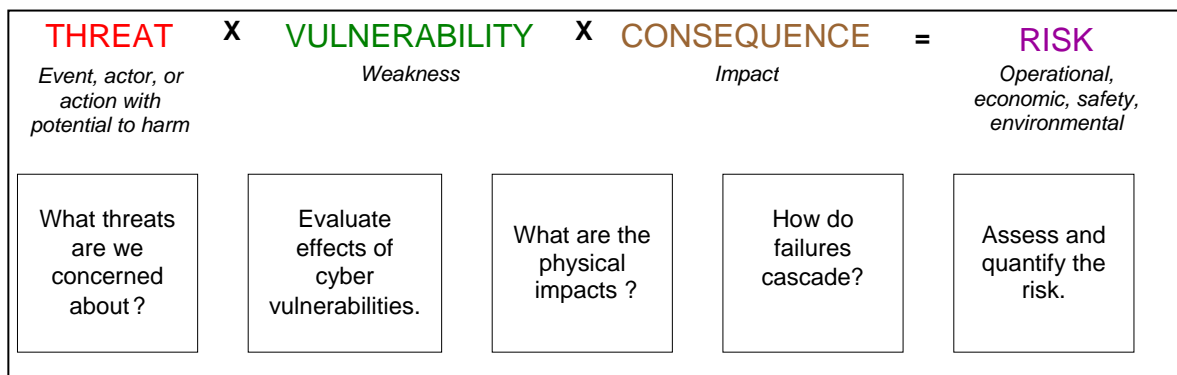 THREAT X VULNERABILITY X CONSEQUENCE = RISK
Event, actor, or
action with
potential to harm
Weakness
Impact
Operational,
economic, safety,
environmental
What threats
are we
concerned
about ?
Evaluate
effects of
cyber
vulnerabilities.
What are the
physical
impacts ?
How do
failures
cascade?
Assess and
quantify the
risk.